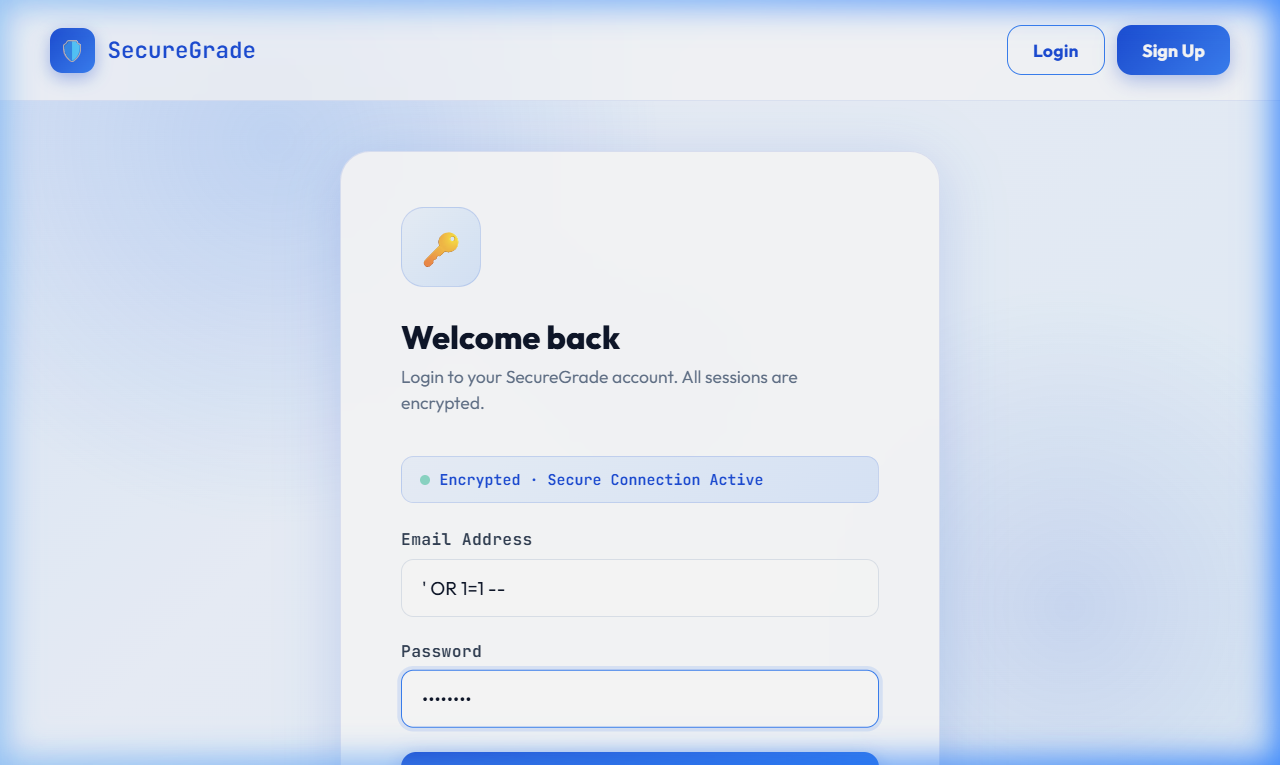 SecureGrade
Login
Sign Up
Welcome back
Login to your SecureGrade account. All sessions are
encrypted.
Encrypted · Secure Connection Active
Email Address
' OR 1=1 --
Password
••••••••